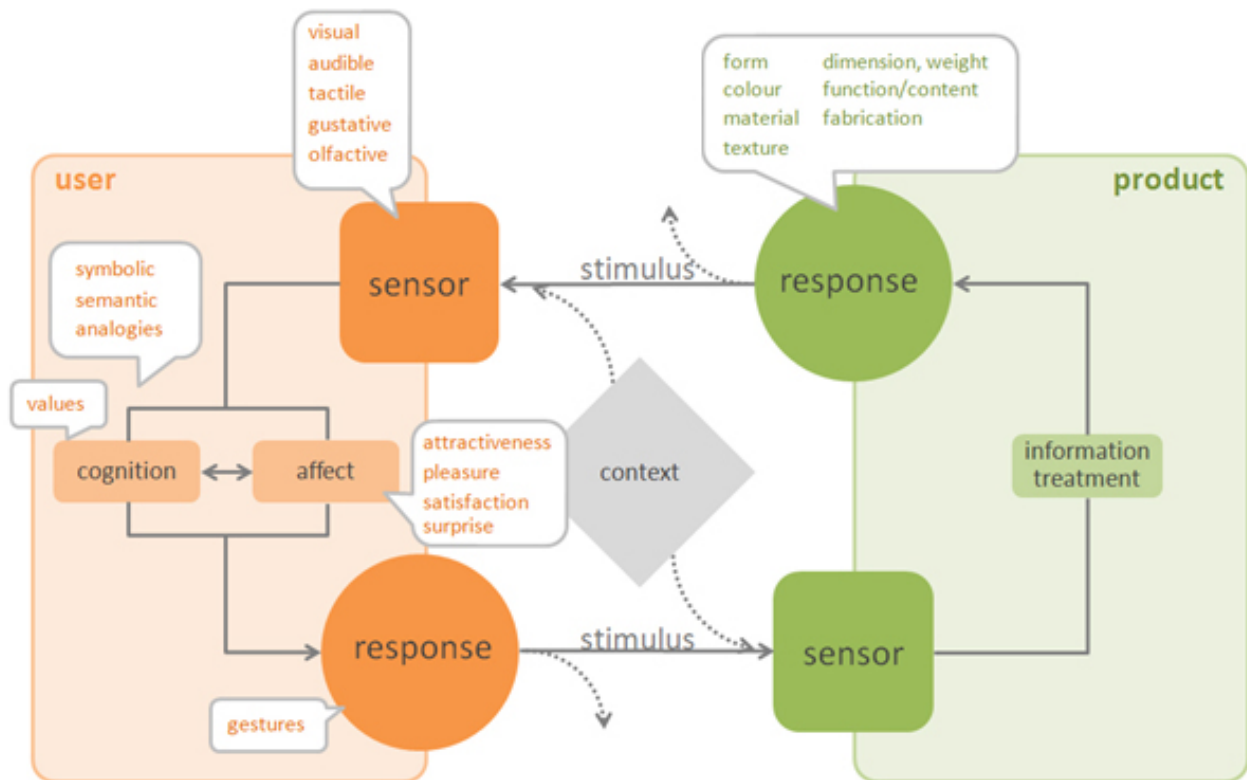 visual
audible
tactile
gustative
olfactive
form dimension, weight
colour function/content
material fabrication
texture
user
product
symbolic
semantic
analogies
sensor
stimulus
response
values
cognition
affect
attractiveness
pleasure
satisfaction
surprise
context
information
treatment
response
stimulus
sensor
gestures